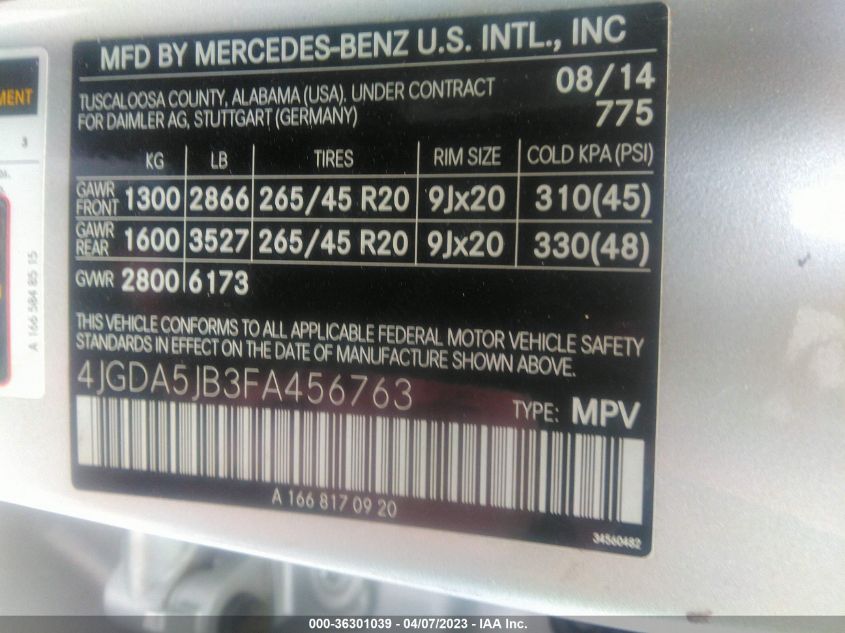 MFD BY MERCEDES-BENZ U.S. INTL., INC
TUSCALOOSA COUNTY, ALABAMA (USA). UNDER CONTRACT
FOR DAIMLER AG, STUTTGART (GERMANY)
08/14
775
KG LB TIRES RIM SIZE COLD KPA (PSI)
GAWR FRONT 1300 2866 265/45 R20 9Jx20 310(45)
GAWR REAR 1600 3527 265/45 R20 9Jx20 330(48)
GVWR 2800 6173
THIS VEHICLE CONFORMS TO ALL APPLICABLE FEDERAL MOTOR VEHICLE SAFETY
STANDARDS IN EFFECT ON THE DATE OF MANUFACTURE SHOWN ABOVE.
4JGDA5JB3FA456763
TYPE: MPV
A 166 817 09 20
34560482
MENT
3
A 166 584 85 15
000-36301039 - 04/07/2023 - IAA Inc.